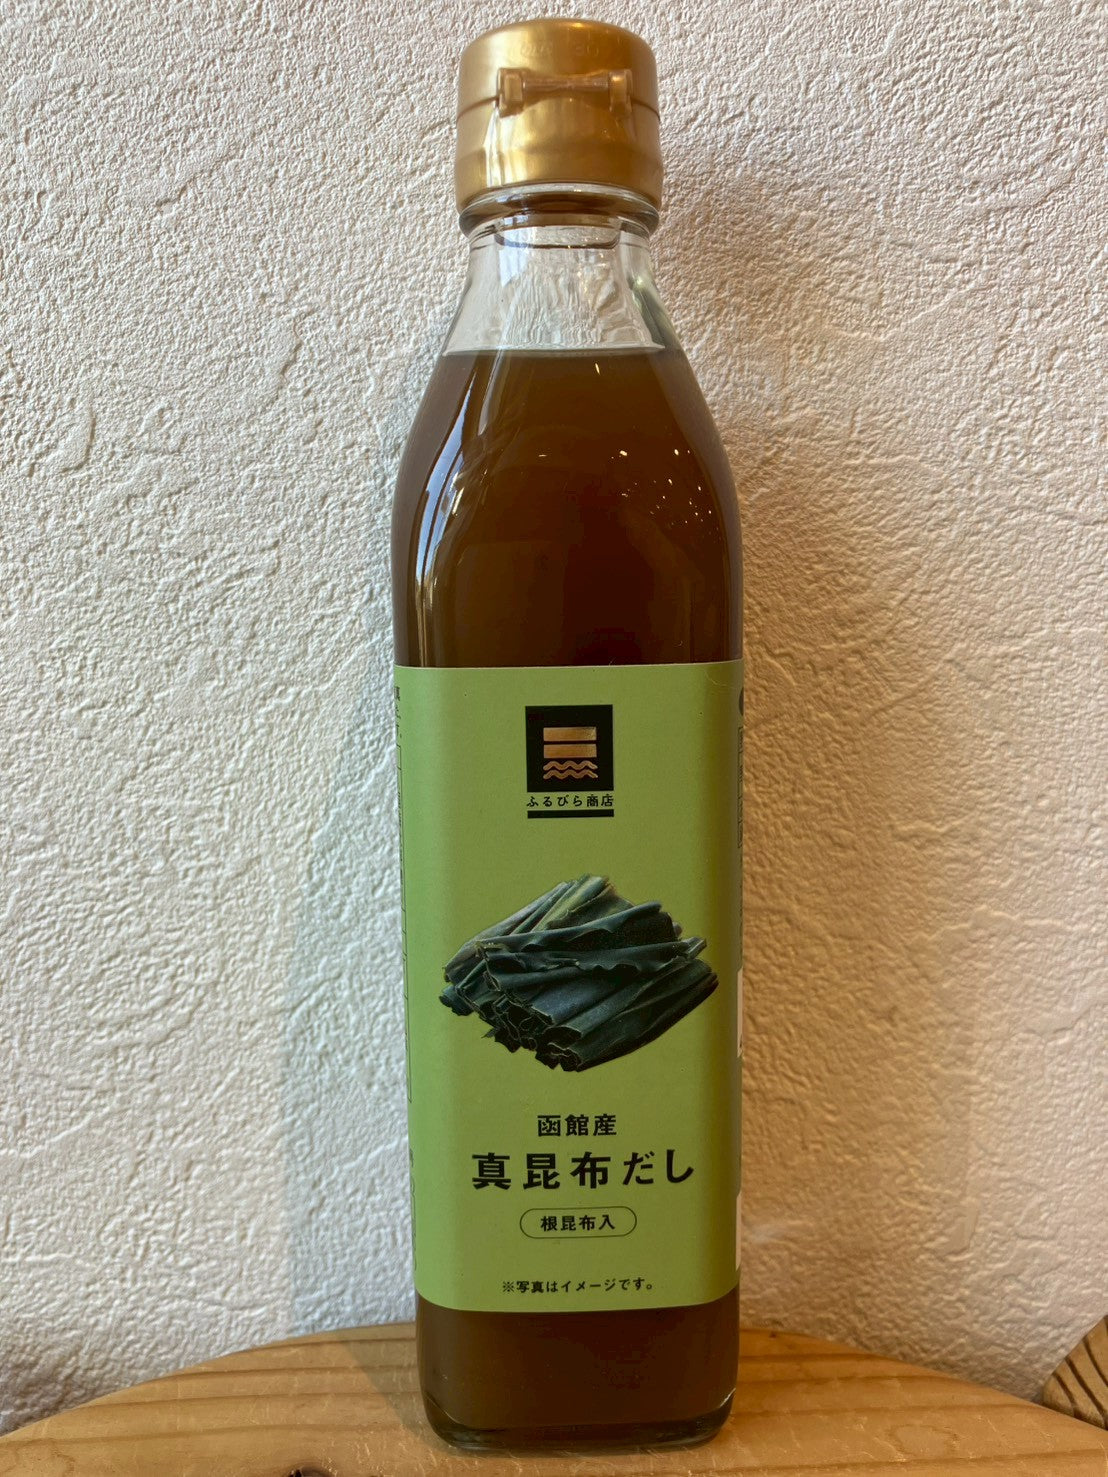 ふるびら商店
函館産
真昆布だし
根昆布入
※写真はイメージです。